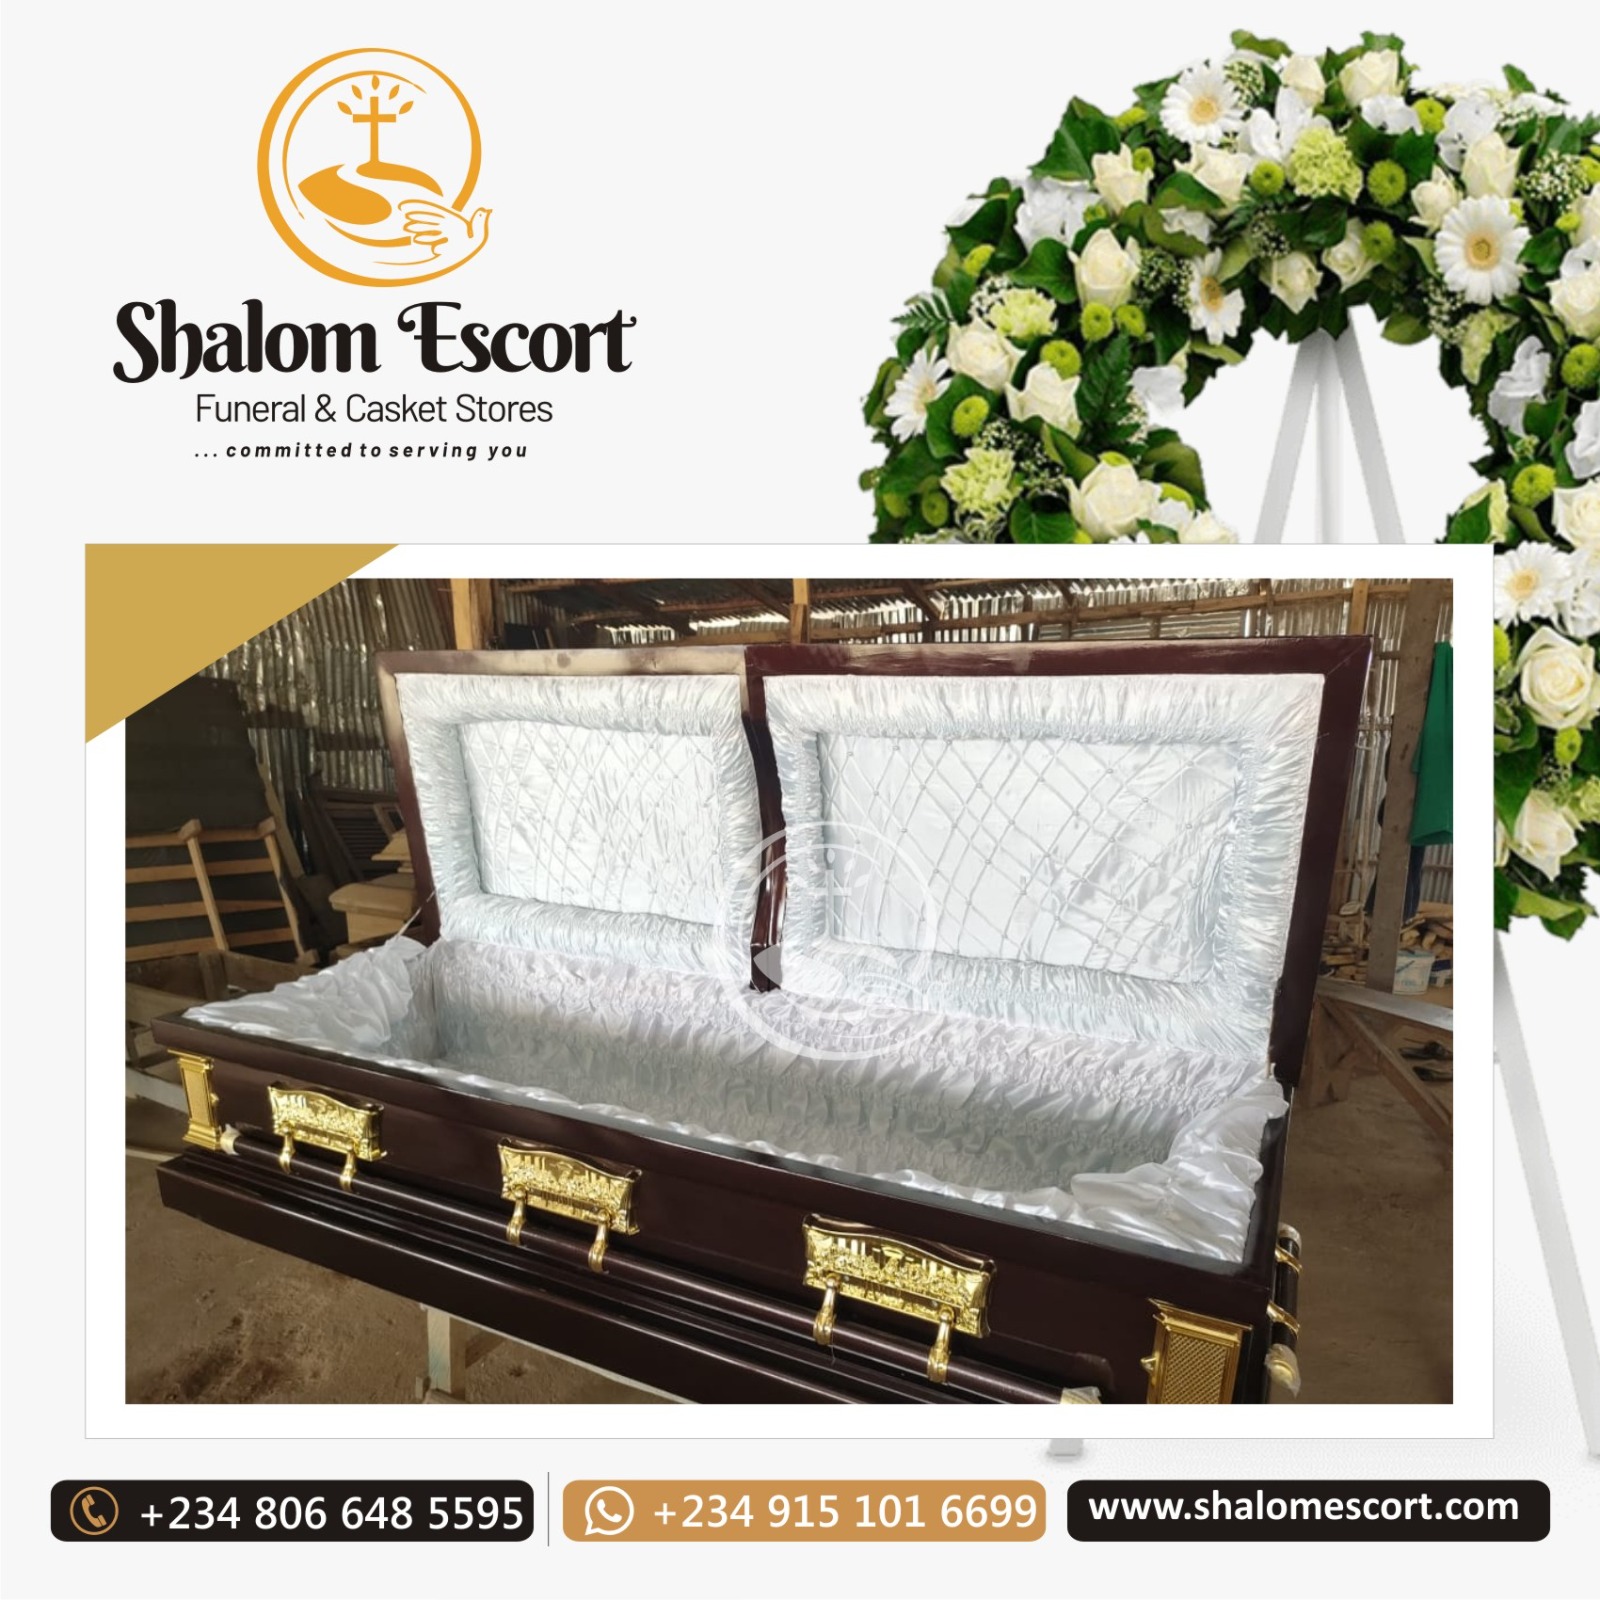 Shalom Escort
Funeral & Casket Stores
... committed to serving you
+234 806 648 5595
+234 915 101 6699
www.shalomescort.com